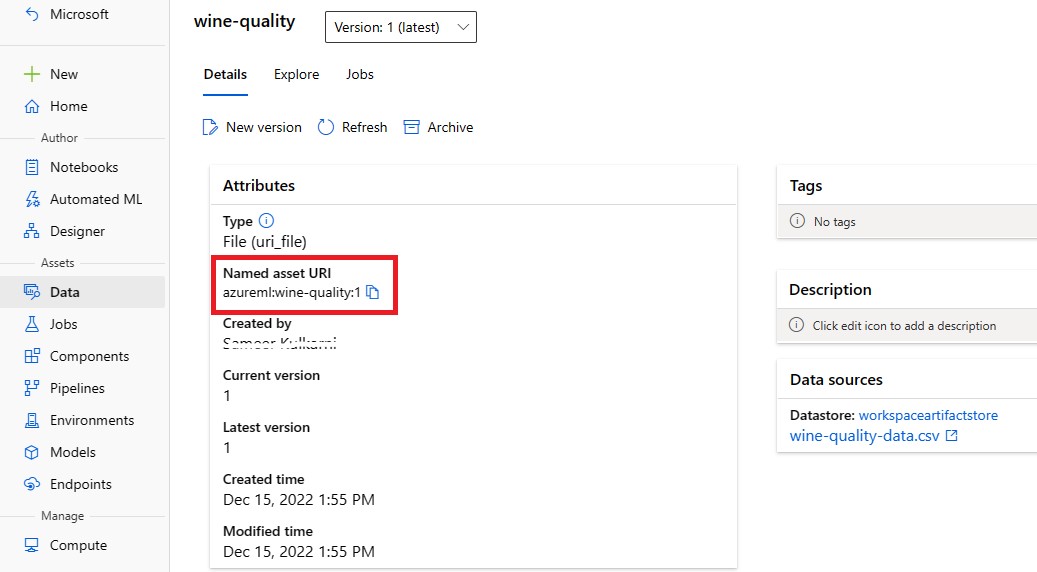 Microsoft
New
Home
Author
Notebooks
Automated ML
Designer
Assets
Data
Jobs
Components
Pipelines
Environments
Models
Endpoints
Manage
Compute
wine-quality
Version: 1 (latest)
Details Explore Jobs
New version Refresh Archive
Attributes
Type
File (uri_file)
Named asset URI
azureml:wine-quality:1
Created by
Current version
1
Latest version
1
Created time
Dec 15, 2022 1:55 PM
Modified time
Dec 15, 2022 1:55 PM
Tags
No tags
Description
Click edit icon to add a description
Data sources
Datastore: workspaceartifactstore
wine-quality-data.csv